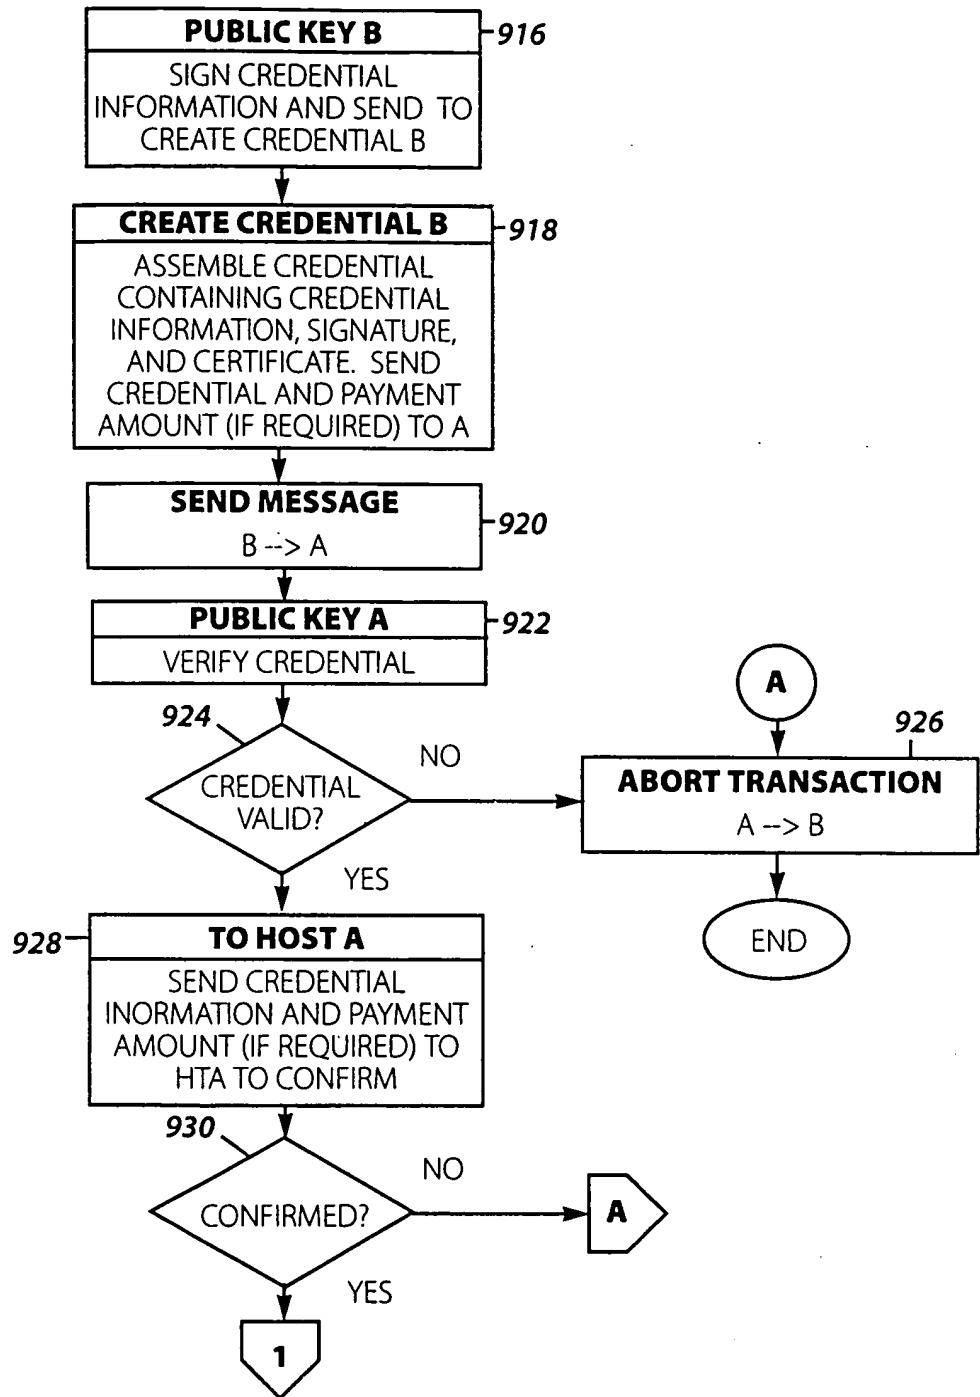 PUBLIC KEY B
916
SIGN CREDENTIAL
INFORMATION AND SEND TO
CREATE CREDENTIAL B
CREATE CREDENTIAL B
918
ASSEMBLE CREDENTIAL
CONTAINING CREDENTIAL
INFORMATION, SIGNATURE,
AND CERTIFICATE. SEND
CREDENTIAL AND PAYMENT
AMOUNT (IF REQUIRED) TO A
SEND MESSAGE
920
B --> A
PUBLIC KEY A
922
VERIFY CREDENTIAL
924
CREDENTIAL
VALID?
NO
YES
A
926
ABORT TRANSACTION
A --> B
END
928
TO HOST A
SEND CREDENTIAL
INORMATION AND PAYMENT
AMOUNT (IF REQUIRED) TO
HTA TO CONFIRM
930
CONFIRMED?
NO
A
YES
1